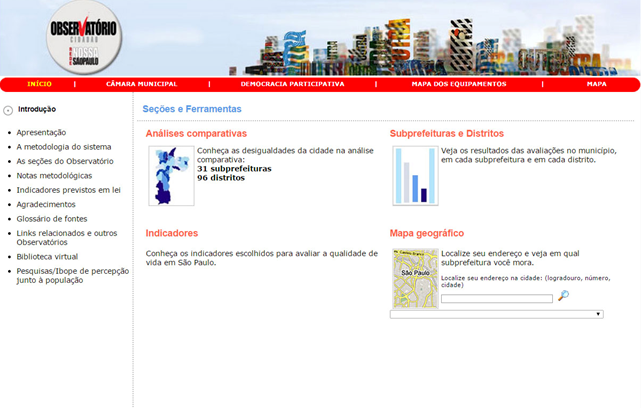 OBSERVATÓRIO
CIDADÃO
NOSSA
SÃO PAULO
INÍCIO | CÂMARA MUNICIPAL | DEMOCRACIA PARTICIPATIVA | MAPA DOS EQUIPAMENTOS | MAPA
Introdução
Apresentação
A metodologia do sistema
As seções do Observatório
Notas metodológicas
Indicadores previstos em lei
Agradecimentos
Glossário de fontes
Links relacionados e outros
Observatórios
Biblioteca virtual
Pesquisas/Ibope de percepção
junto à população
Seções e Ferramentas
Análises comparativas
Conheça as desigualdades da cidade na análise
comparativa:
31 subprefeituras
96 distritos
Subprefeituras e Distritos
Veja os resultados das avaliações no município,
em cada subprefeitura e em cada distrito.
Indicadores
Conheça os indicadores escolhidos para avaliar a qualidade de
vida em São Paulo.
Mapa geográfico
São Paulo
Localize seu endereço e veja em qual
subprefeitura você mora.
Localize seu endereço na cidade: (logradouro, número,
cidade)